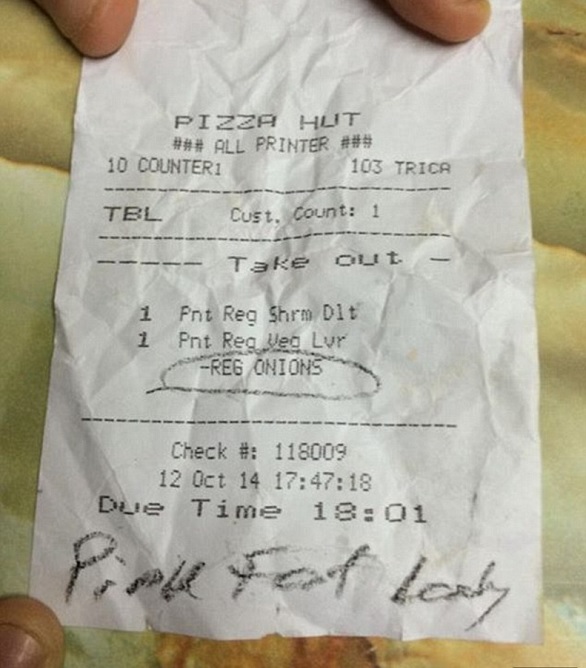 PIZZA HUT
### ALL PRINTER ###
10 COUNTER1 103 TRICA
TBL Cust. Count: 1
----- Take out -
1 Pnt Reg Shrm Dlt
1 Pnt Reg Veg Lvr
-REG ONIONS
Check #: 118009
12 Oct 14 17:47:18
Due Time 18:01
Pink Fat Lady